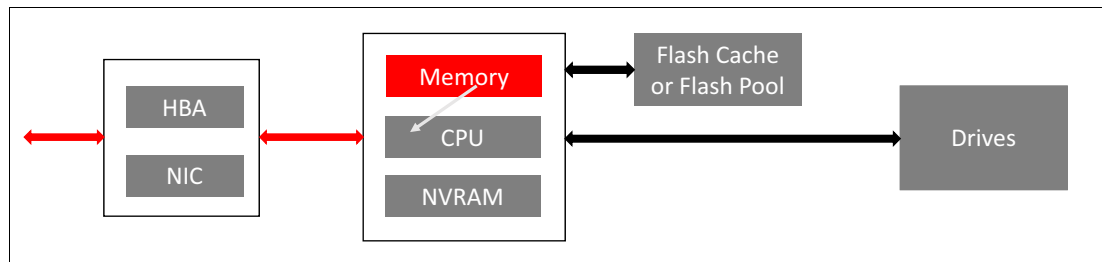 HBA
NIC
Memory
CPU
NVRAM
Flash Cache
or Flash Pool
Drives